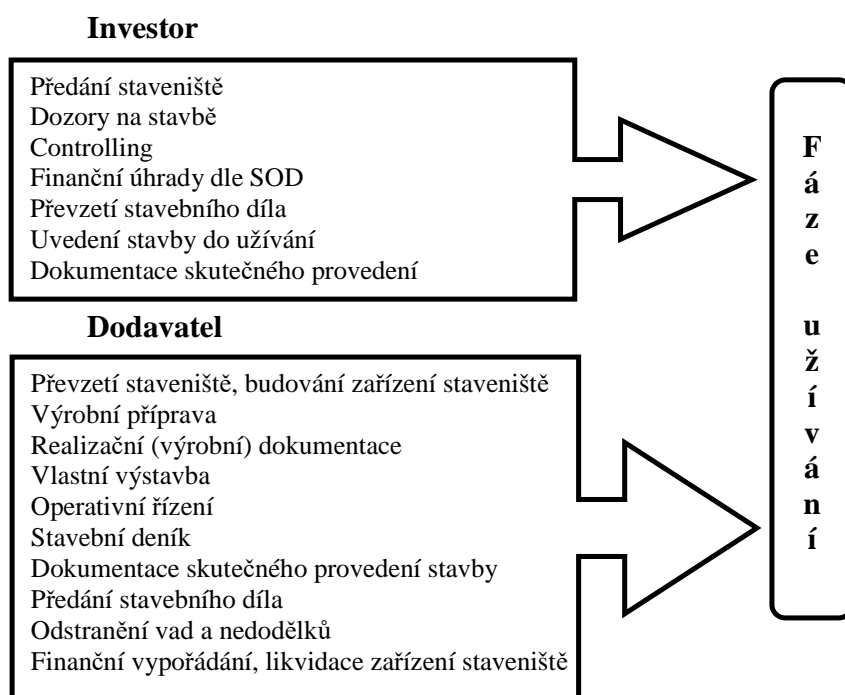 Investor
Předání staveniště
Dozory na stavbě
Controlling
Finanční úhrady dle SOD
Převzetí stavebního díla
Uvedení stavby do užívání
Dokumentace skutečného provedení
Dodavatel
Převzetí staveniště, budování zařízení staveniště
Výrobní příprava
Realizační (výrobní) dokumentace
Vlastní výstavba
Operativní řízení
Stavební deník
Dokumentace skutečného provedení stavby
Předání stavebního díla
Odstranění vad a nedodělků
Finanční vypořádání, likvidace zařízení staveniště
Fáze užívání